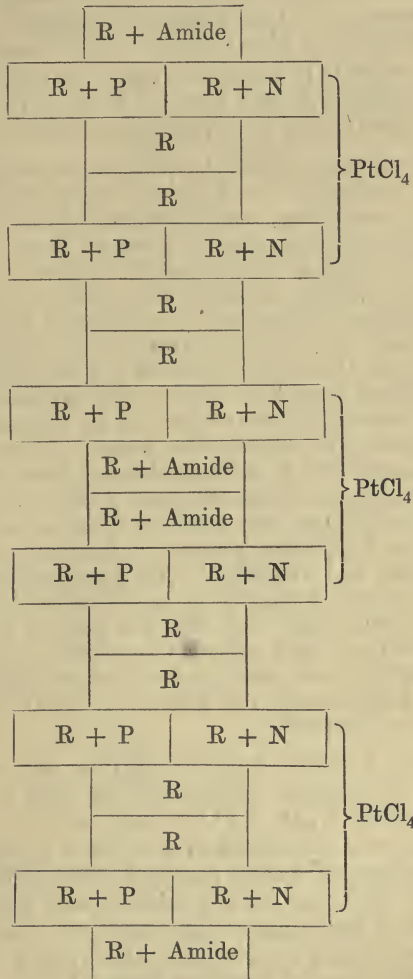 R + Amide
R + P R + N
R
PtCl₄
R
R + P R + N
R
R
R + P R + N
R + Amide
PtCl₄
R + Amide
R + P R + N
R
R
R + P R + N
R
PtCl₄
R
R + P R + N
R + Amide